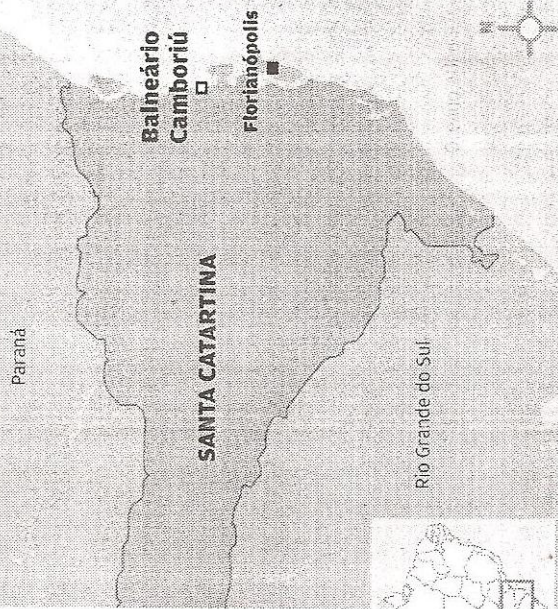 Paraná
Balneário
Camboriú
Florianópolis
SANTA CATARTINA
Rio Grande do Sul
N